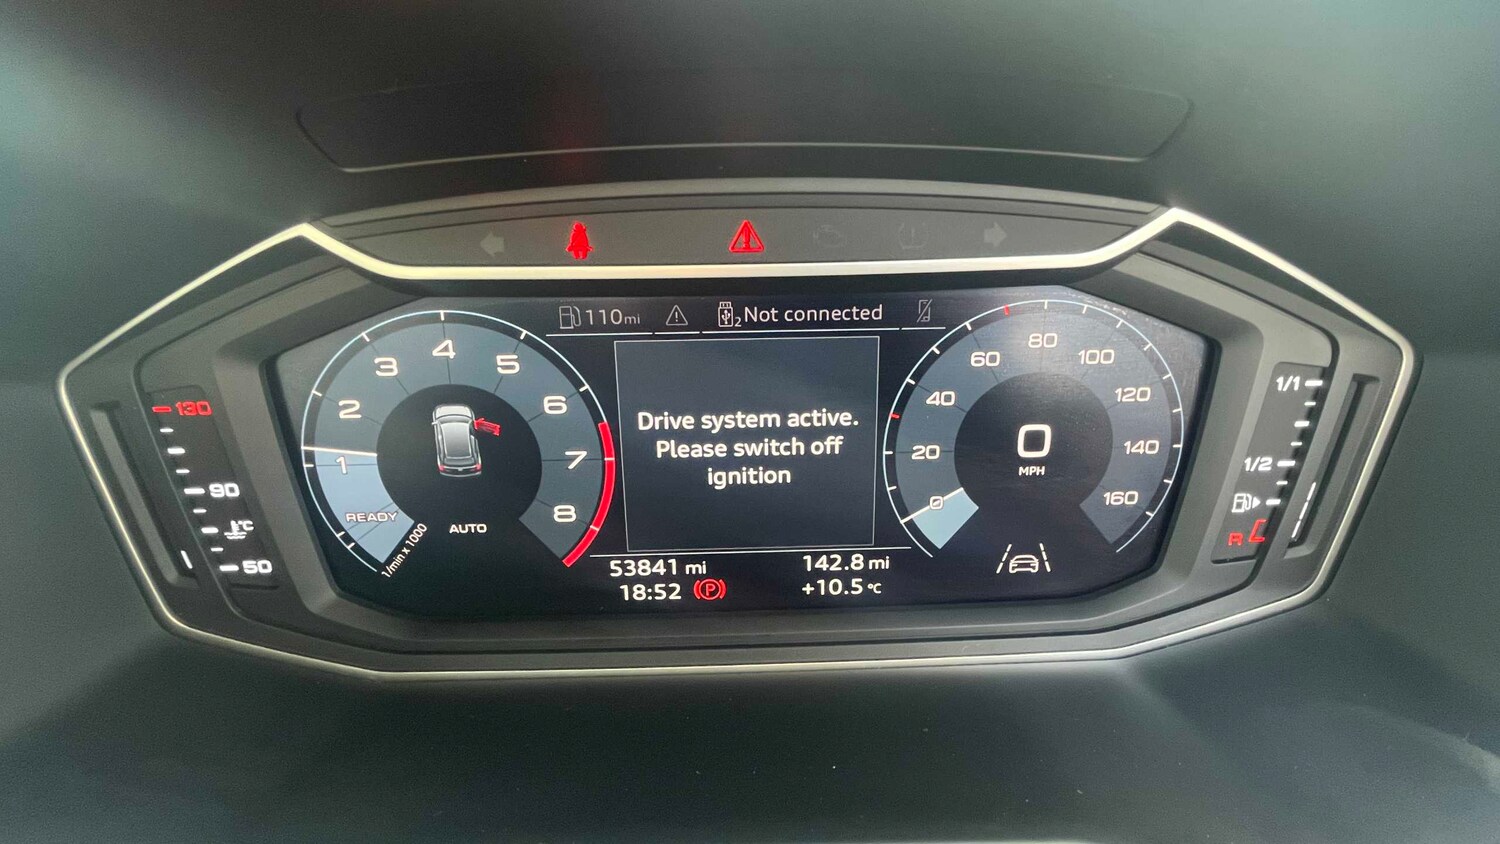 110mi
2 Not connected
130
90
°C
50
1
2
3
4
5
6
7
8
READY
1/min x 1000
AUTO
Drive system active.
Please switch off
ignition
53841 mi
142.8 mi
18:52
P
+10.5 °C
0
20
40
60
80
100
120
140
160
0
MPH
1/1
1/2
R